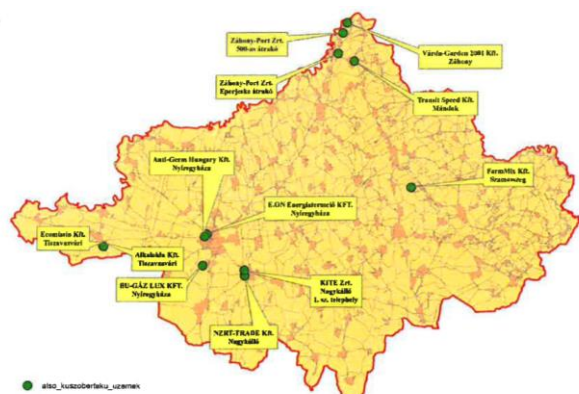 Záhony-Port Zrt.
500-as átrakó
Várda-Garden 2001 Kft.
Záhony
Záhony-Port Zrt.
Eperjeske átrakó
Transit Speed Kft.
Mándok
Anti-Germ Hungary Kft.
Nyíregyháza
FarmMix Kft.
Szamosszeg
E.ON Energiatermelő KFT.
Nyíregyháza
Ecomissio Kft.
Tiszavasvári
Alkaloida Kft.
Tiszavasvári
BU-GÁZ LUX KFT.
Nyíregyháza
KITE Zrt.
Nagykálló
I. sz. telephely
NZRT-TRADE Kft.
Nagykálló
also_kuszoberteku_uzemek